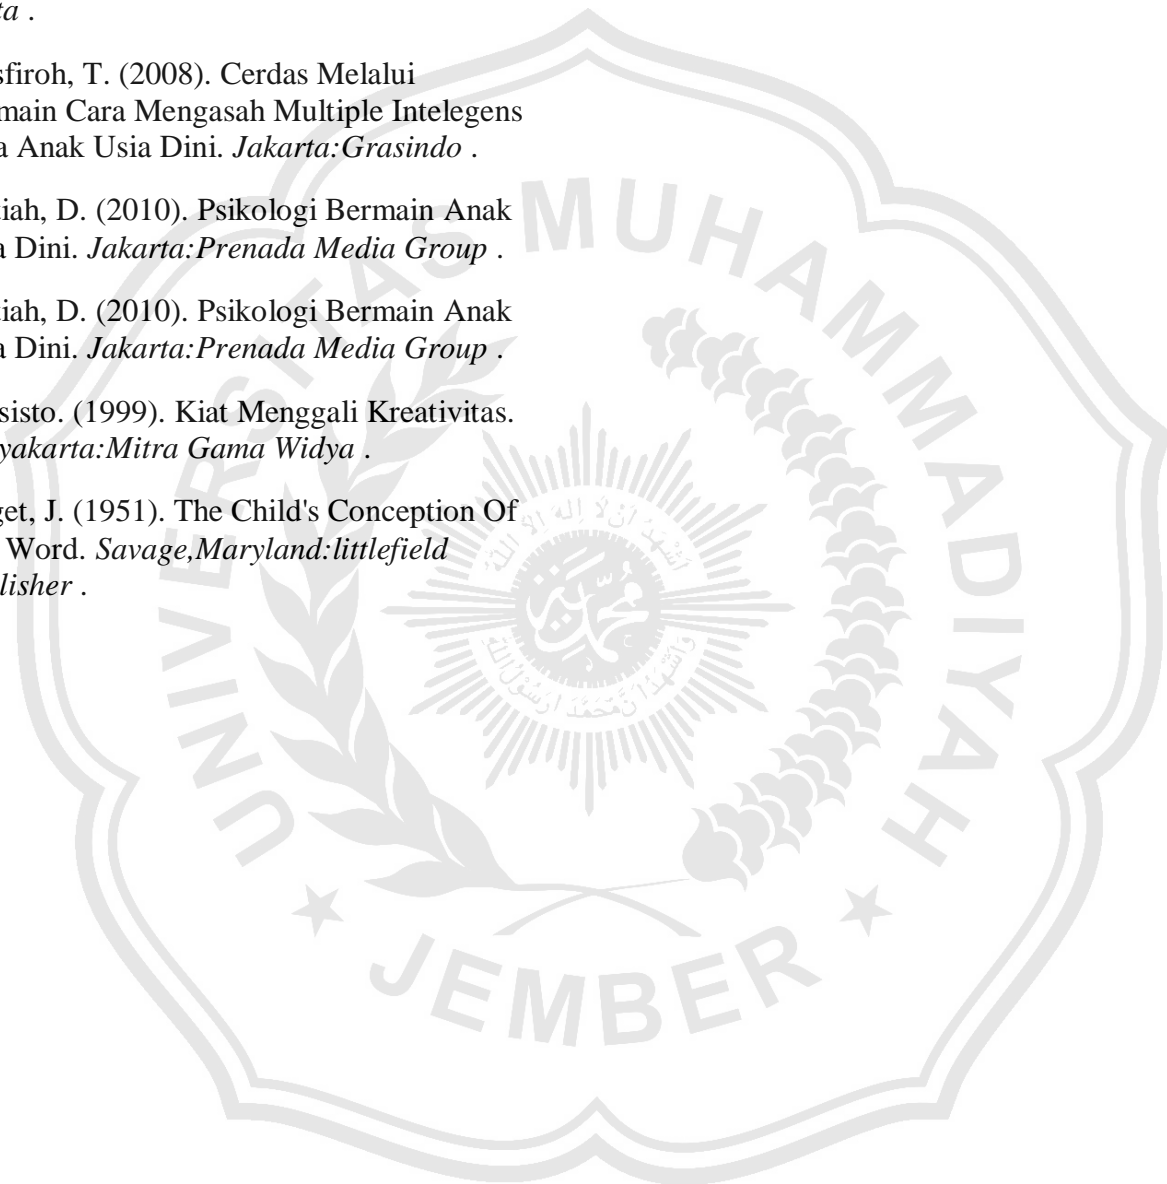 ta .
sfiroh, T. (2008). Cerdas Melalui
main Cara Mengasah Multiple Intelegens
a Anak Usia Dini. Jakarta:Grasindo .
iah, D. (2010). Psikologi Bermain Anak
a Dini. Jakarta:Prenada Media Group .
iah, D. (2010). Psikologi Bermain Anak
a Dini. Jakarta:Prenada Media Group .
sisto. (1999). Kiat Menggali Kreativitas.
yakarta:Mitra Gama Widya .
get, J. (1951). The Child's Conception Of
Word. Savage,Maryland:littlefield
lisher .
UNIVERSITAS MUHAMMADIYAH
JEMBER